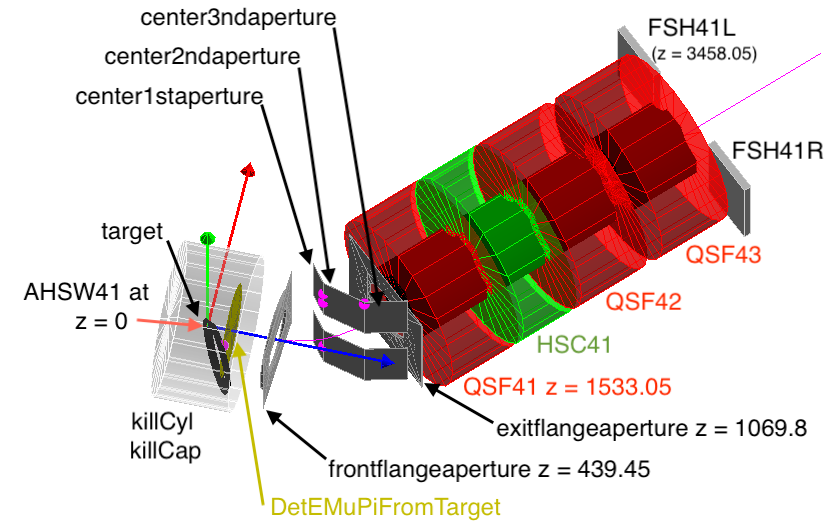 center3ndaperture
FSH41L
(z = 3458.05)
center2ndaperture
center1staperture
FSH41R
target
QSF43
AHSW41 at
z = 0
QSF42
HSC41
QSF41 z = 1533.05
killCyl
killCap
exitflangeaperture z = 1069.8
frontflangeaperture z = 439.45
DetEMuPiFromTarget